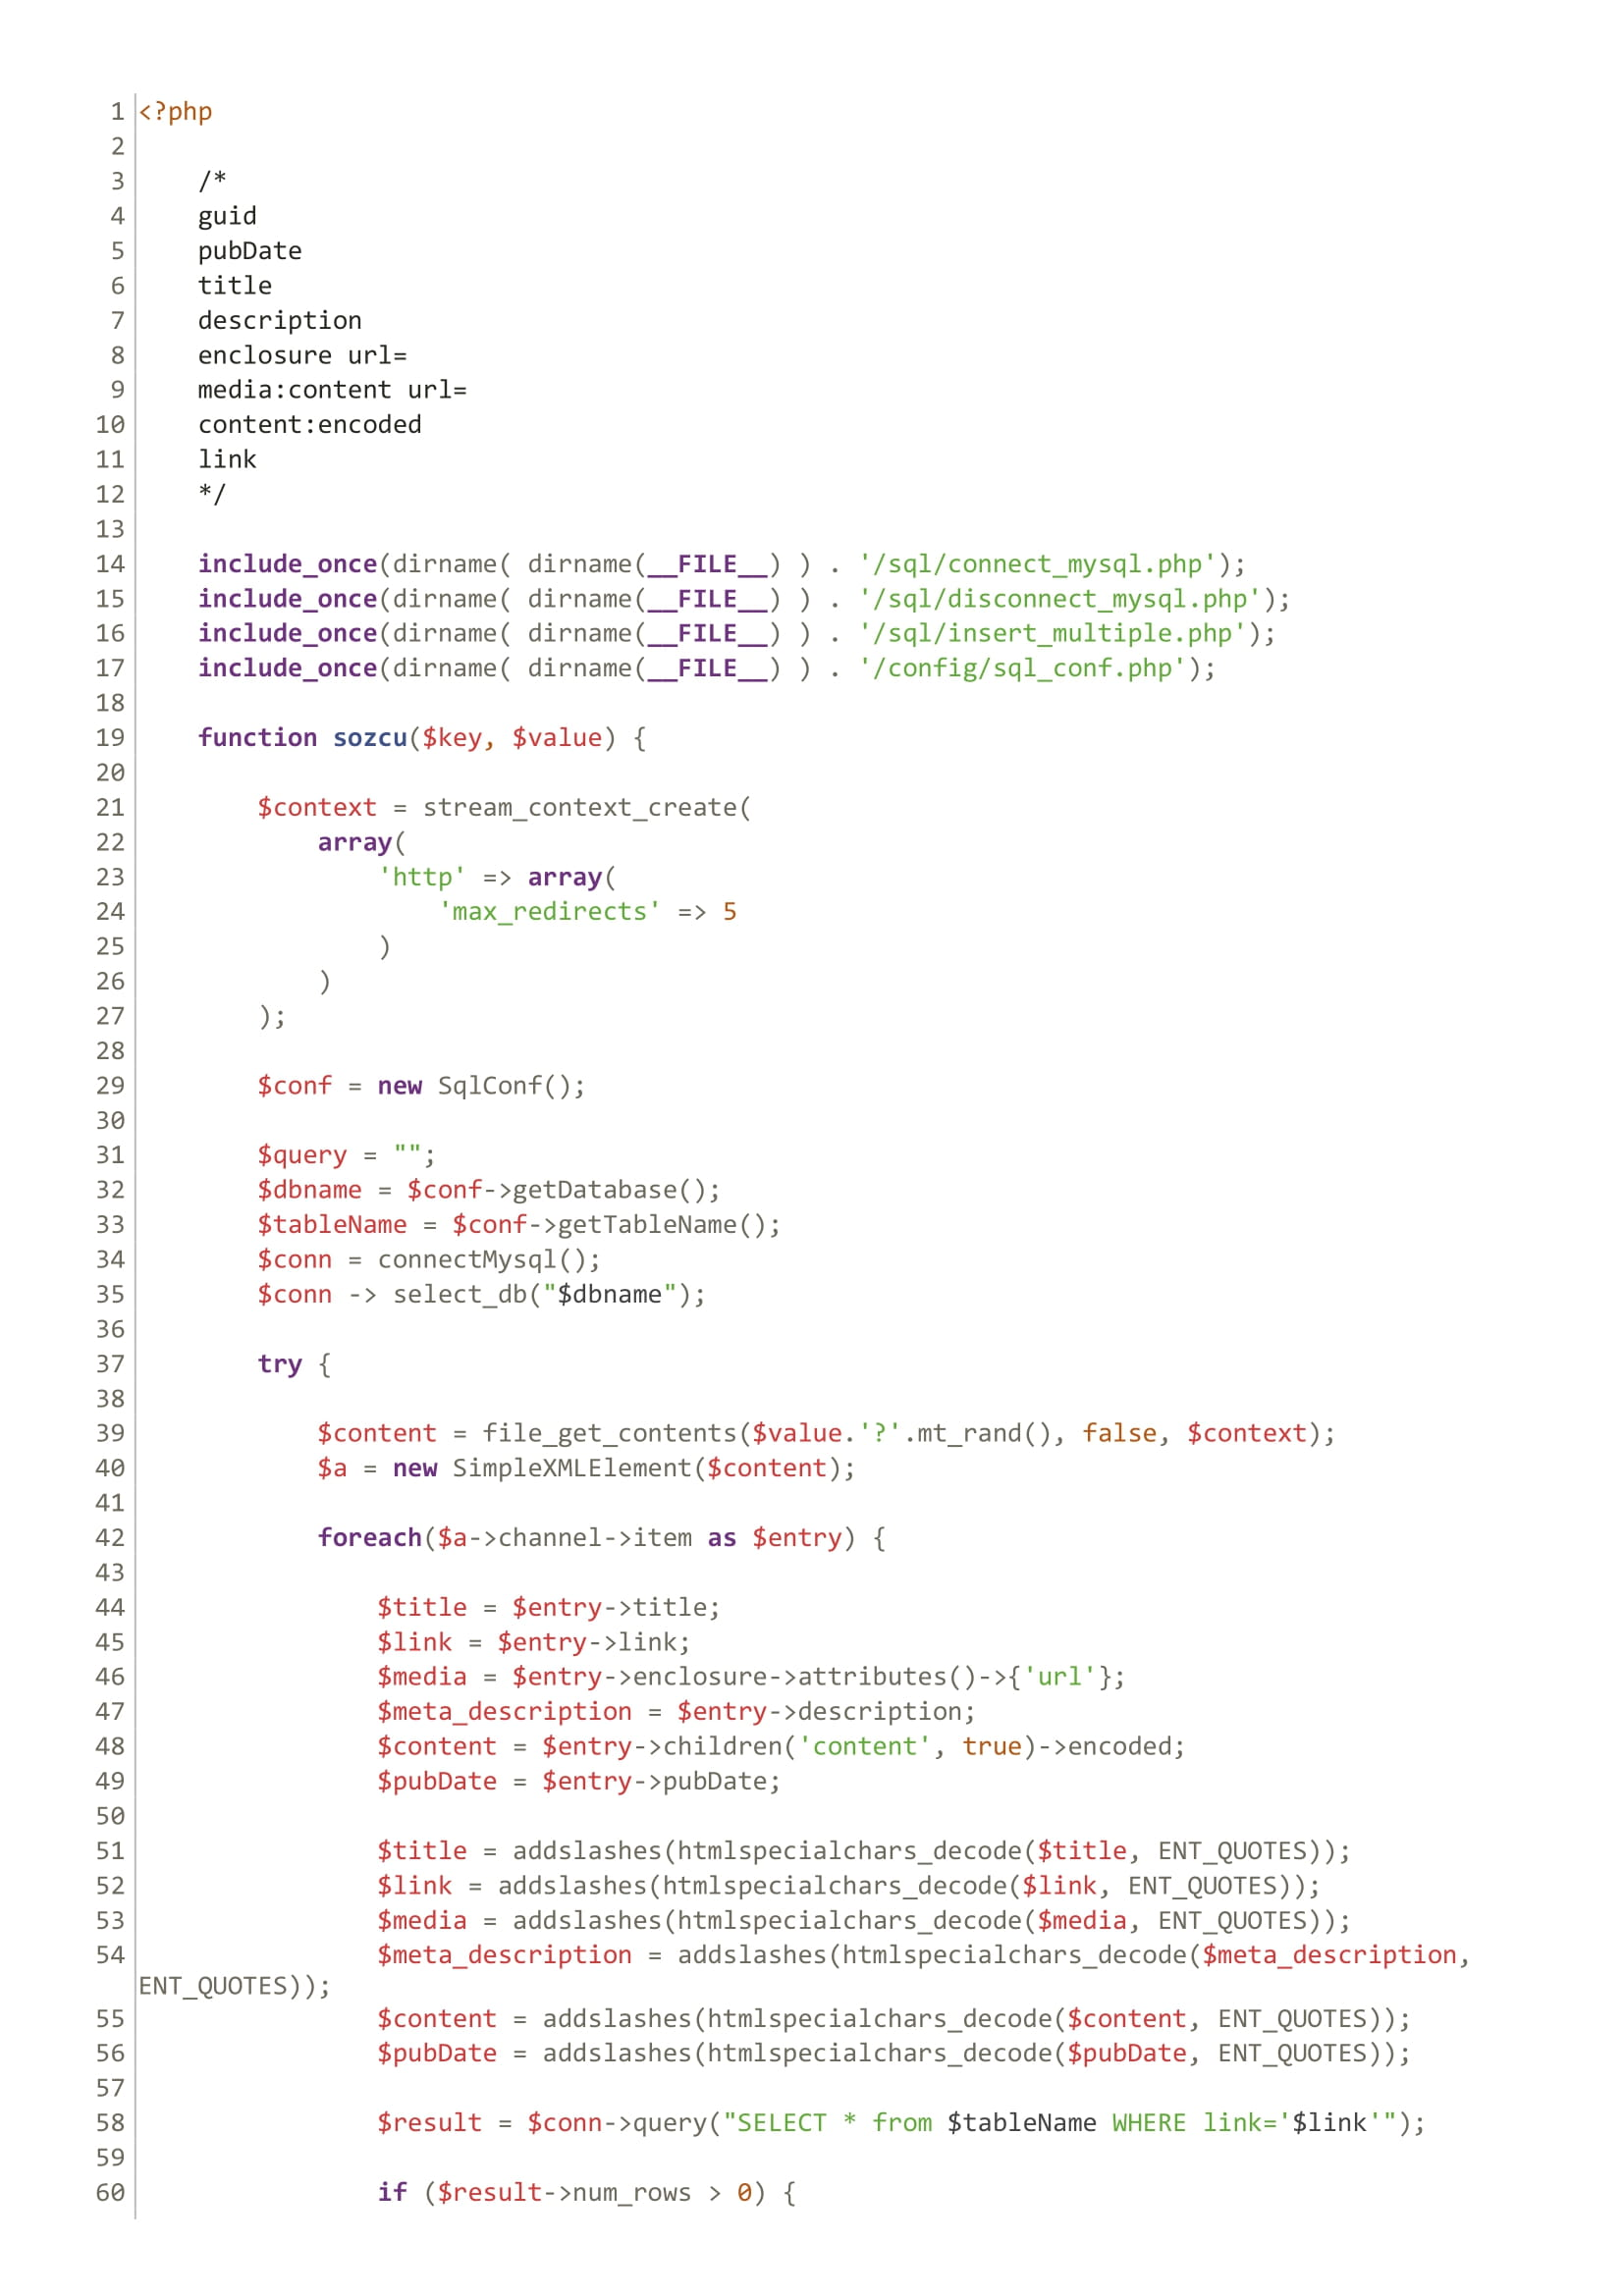 1 <?php
2
3     /*
4     guid
5     pubDate
6     title
7     description
8     enclosure url=
9     media:content url=
10     content:encoded
11     link
12     */
13
14     include_once(dirname( dirname(__FILE__) ) . '/sql/connect_mysql.php');
15     include_once(dirname( dirname(__FILE__) ) . '/sql/disconnect_mysql.php');
16     include_once(dirname( dirname(__FILE__) ) . '/sql/insert_multiple.php');
17     include_once(dirname( dirname(__FILE__) ) . '/config/sql_conf.php');
18
19     function sozcu($key, $value) {
20
21         $context = stream_context_create(
22             array(
23                 'http' => array(
24                     'max_redirects' => 5
25                 )
26             )
27         );
28
29         $conf = new SqlConf();
30
31         $query = "";
32         $dbname = $conf->getDatabase();
33         $tableName = $conf->getTableName();
34         $conn = connectMysql();
35         $conn -> select_db("$dbname");
36
37         try {
38
39             $content = file_get_contents($value.'?'.mt_rand(), false, $context);
40             $a = new SimpleXMLElement($content);
41
42             foreach($a->channel->item as $entry) {
43
44                 $title = $entry->title;
45                 $link = $entry->link;
46                 $media = $entry->enclosure->attributes()->{'url'};
47                 $meta_description = $entry->description;
48                 $content = $entry->children('content', true)->encoded;
49                 $pubDate = $entry->pubDate;
50
51                 $title = addslashes(htmlspecialchars_decode($title, ENT_QUOTES));
52                 $link = addslashes(htmlspecialchars_decode($link, ENT_QUOTES));
53                 $media = addslashes(htmlspecialchars_decode($media, ENT_QUOTES));
54                 $meta_description = addslashes(htmlspecialchars_decode($meta_description,
ENT_QUOTES));
55                 $content = addslashes(htmlspecialchars_decode($content, ENT_QUOTES));
56                 $pubDate = addslashes(htmlspecialchars_decode($pubDate, ENT_QUOTES));
57
58                 $result = $conn->query("SELECT * from $tableName WHERE link='$link'");
59
60                 if ($result->num_rows > 0) {